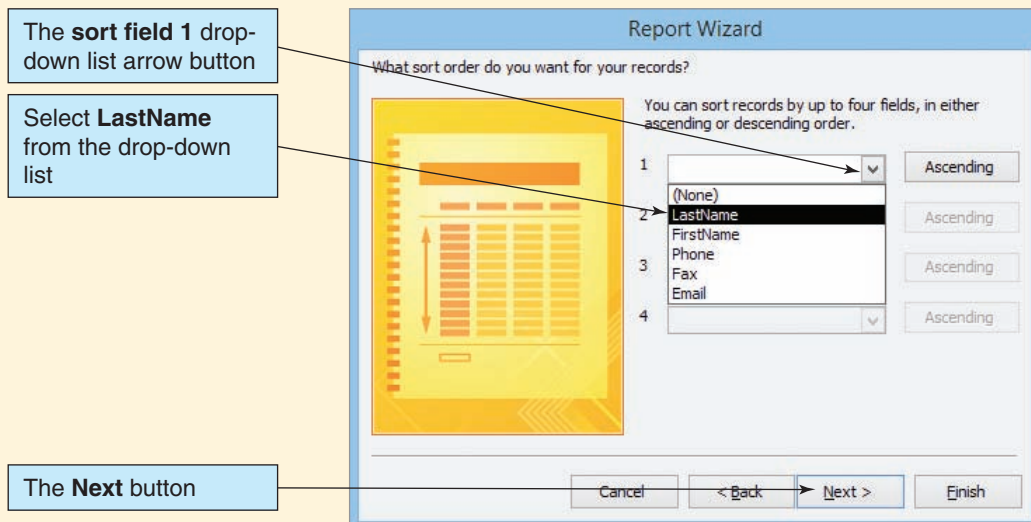 The sort field 1 drop-
down list arrow button
Select LastName
from the drop-down
list
The Next button
Report Wizard
What sort order do you want for your records?
You can sort records by up to four fields, in either
ascending or descending order.
1 Ascending
(None)
2 LastName Ascending
FirstName
Phone
3 Fax Ascending
Email
4 Ascending
Cancel < Back Next > Finish